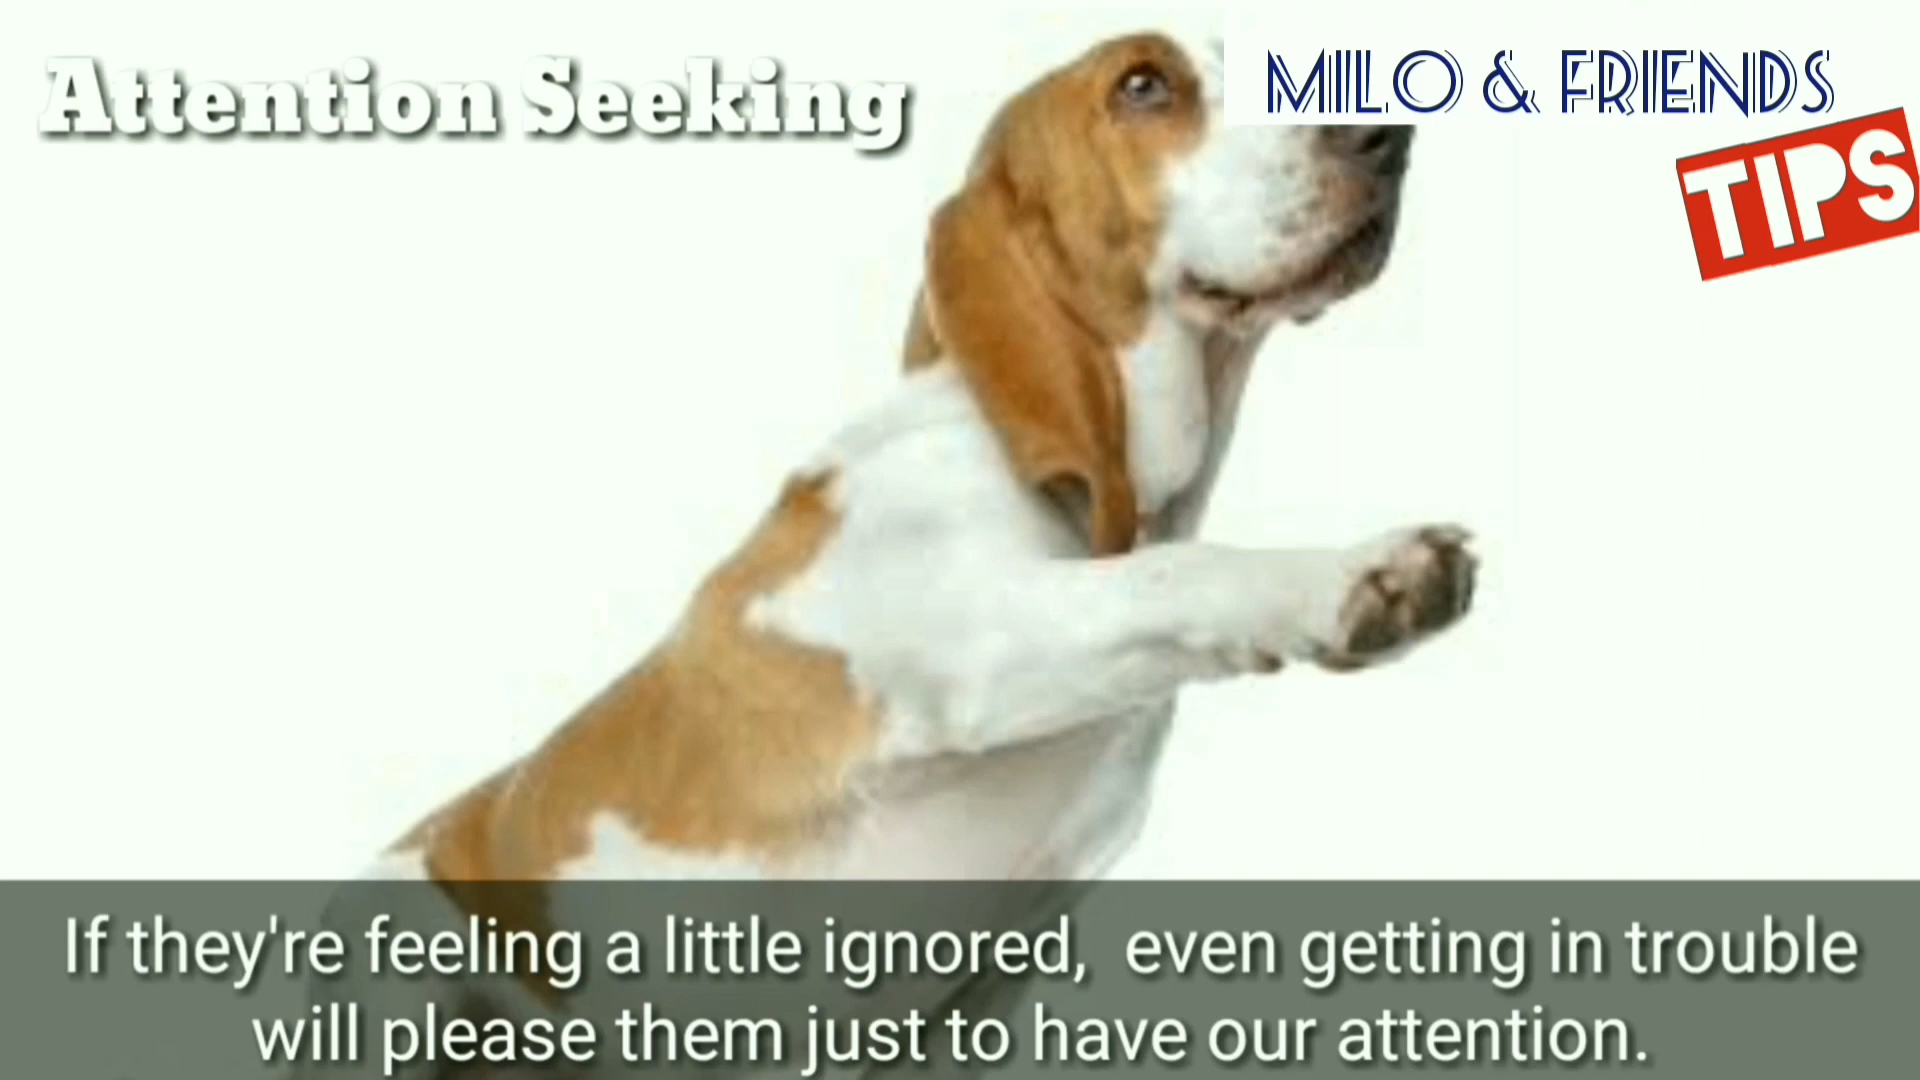 Attention Seeking
MILO & FRIENDS
TIPS
If they're feeling a little ignored,  even getting in trouble
will please them just to have our attention.